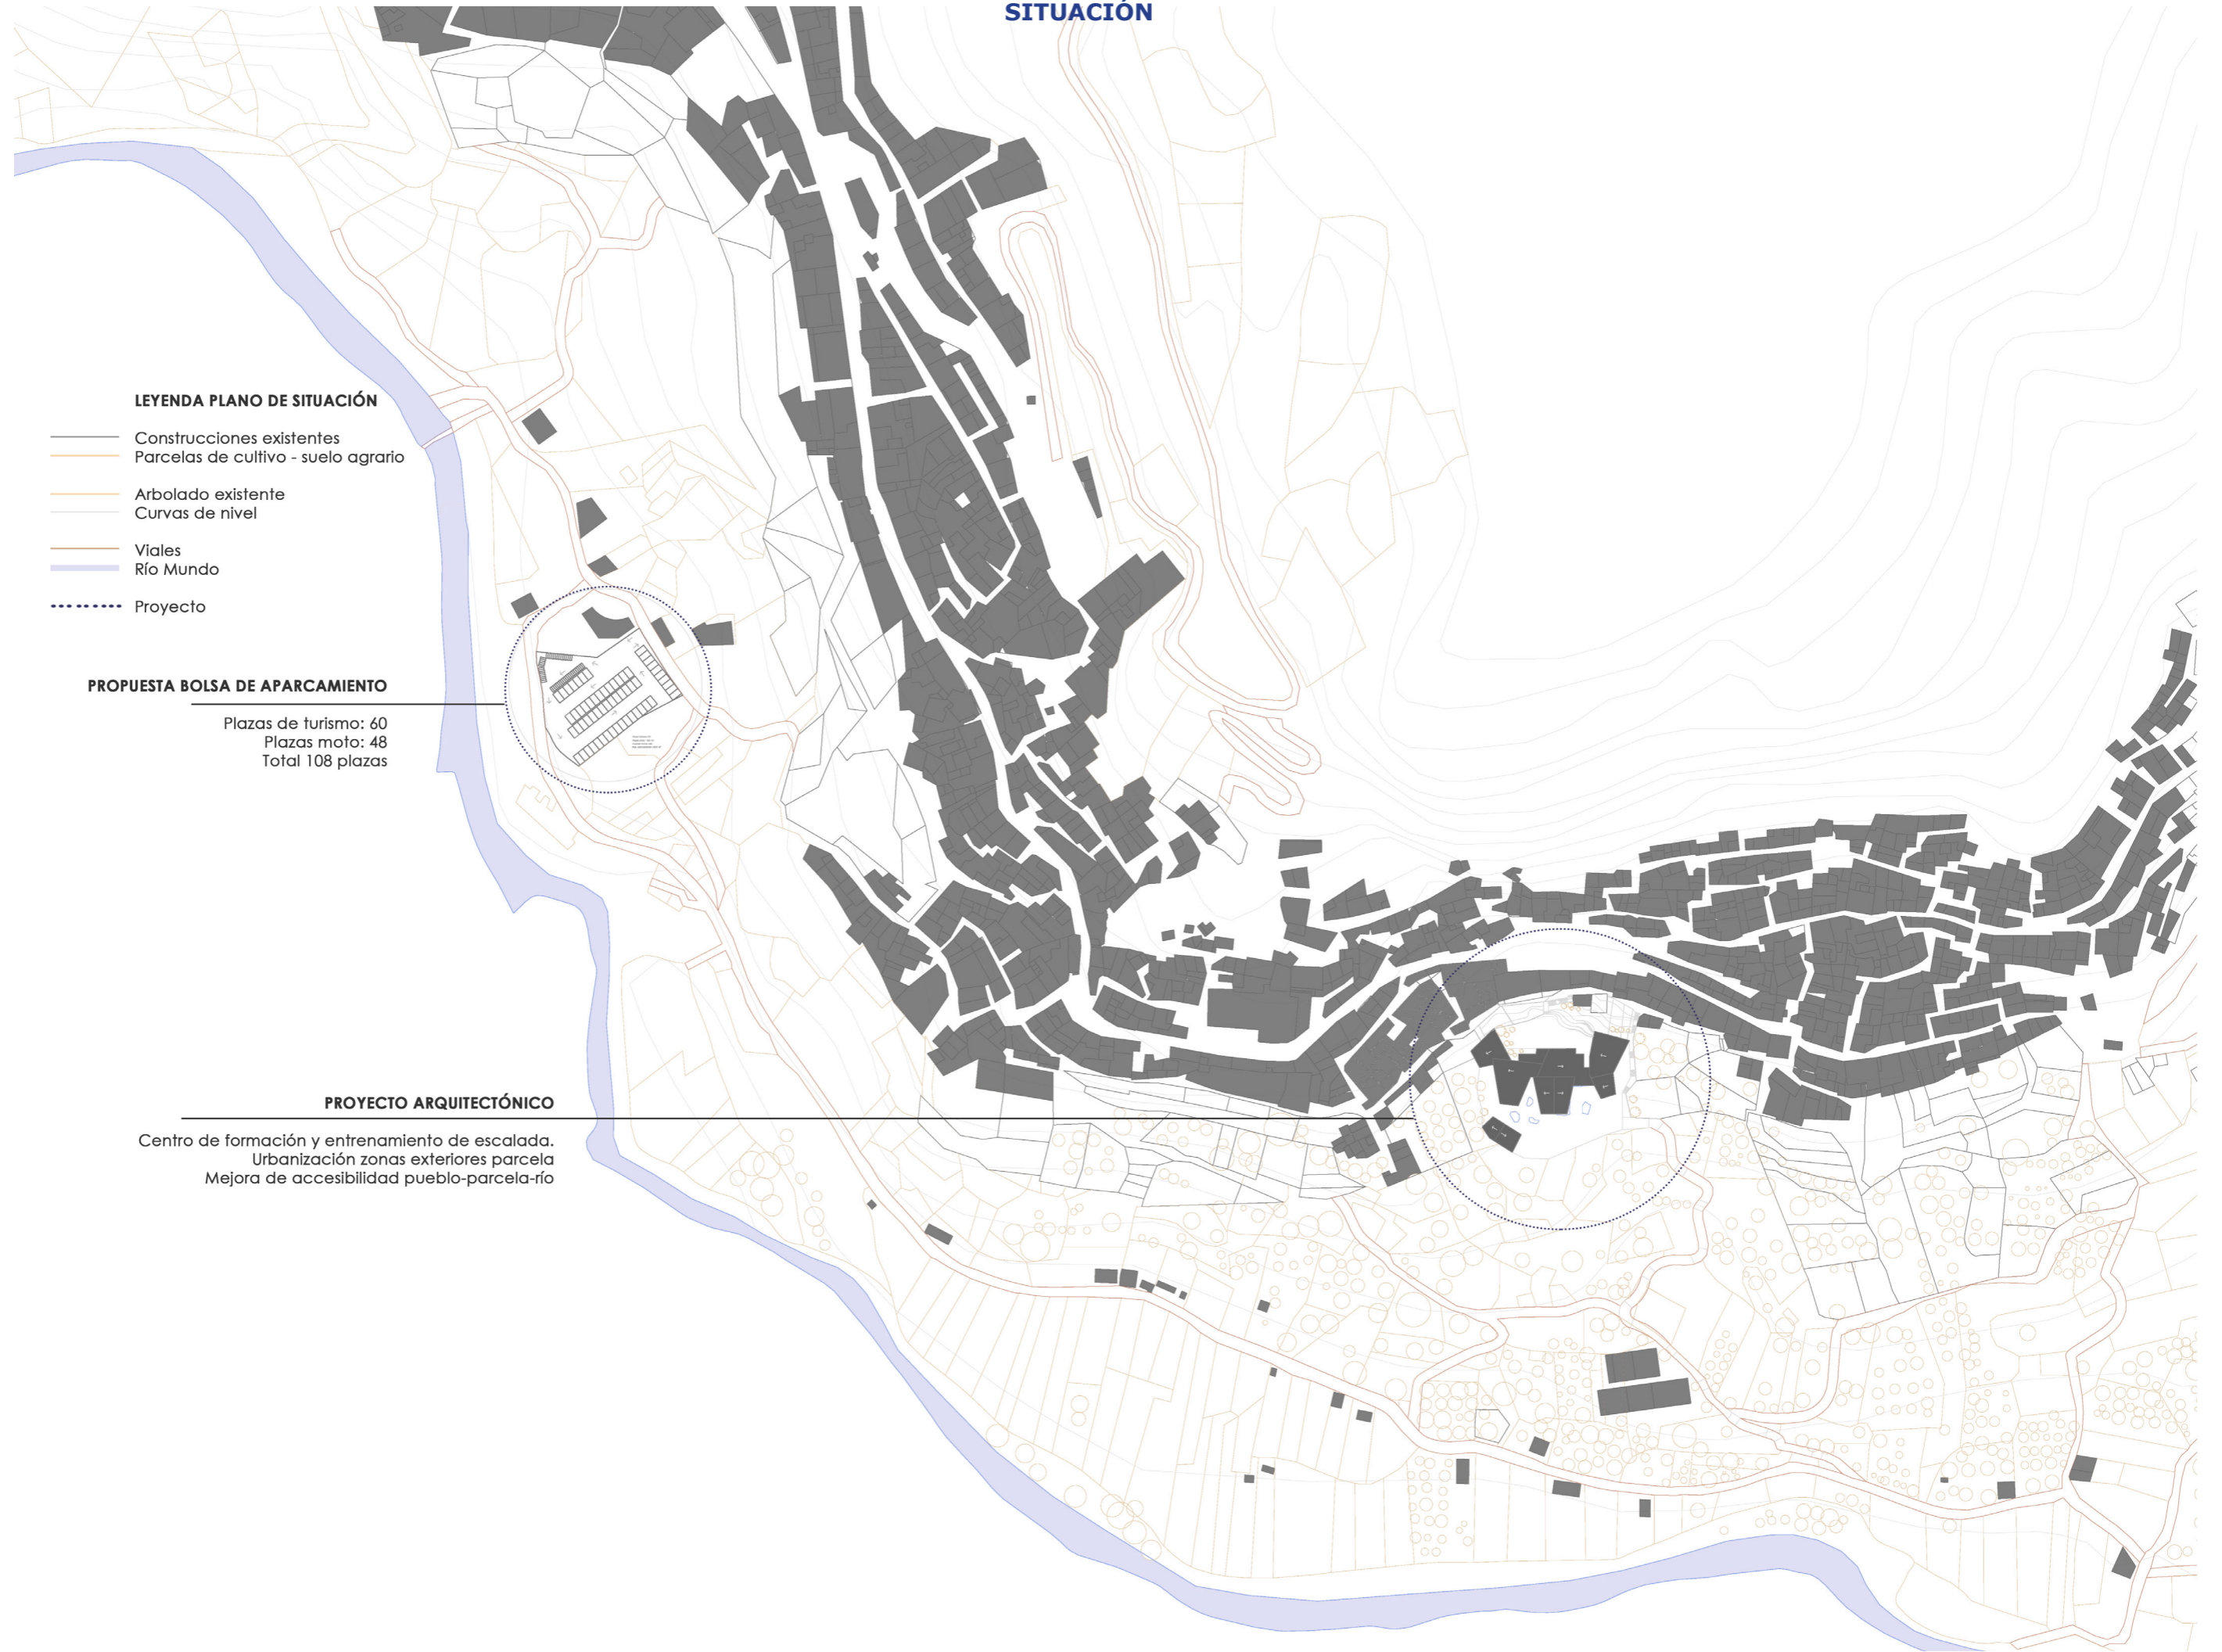 SITUACIÓN
LEYENDA PLANO DE SITUACIÓN
Construcciones existentes
Parcelas de cultivo - suelo agrario
Arbolado existente
Curvas de nivel
Viales
Río Mundo
Proyecto
PROPUESTA BOLSA DE APARCAMIENTO
Plazas de turismo: 60
Plazas moto: 48
Total 108 plazas
PROYECTO ARQUITECTÓNICO
Centro de formación y entrenamiento de escalada.
Urbanización zonas exteriores parcela
Mejora de accesibilidad pueblo-parcela-río